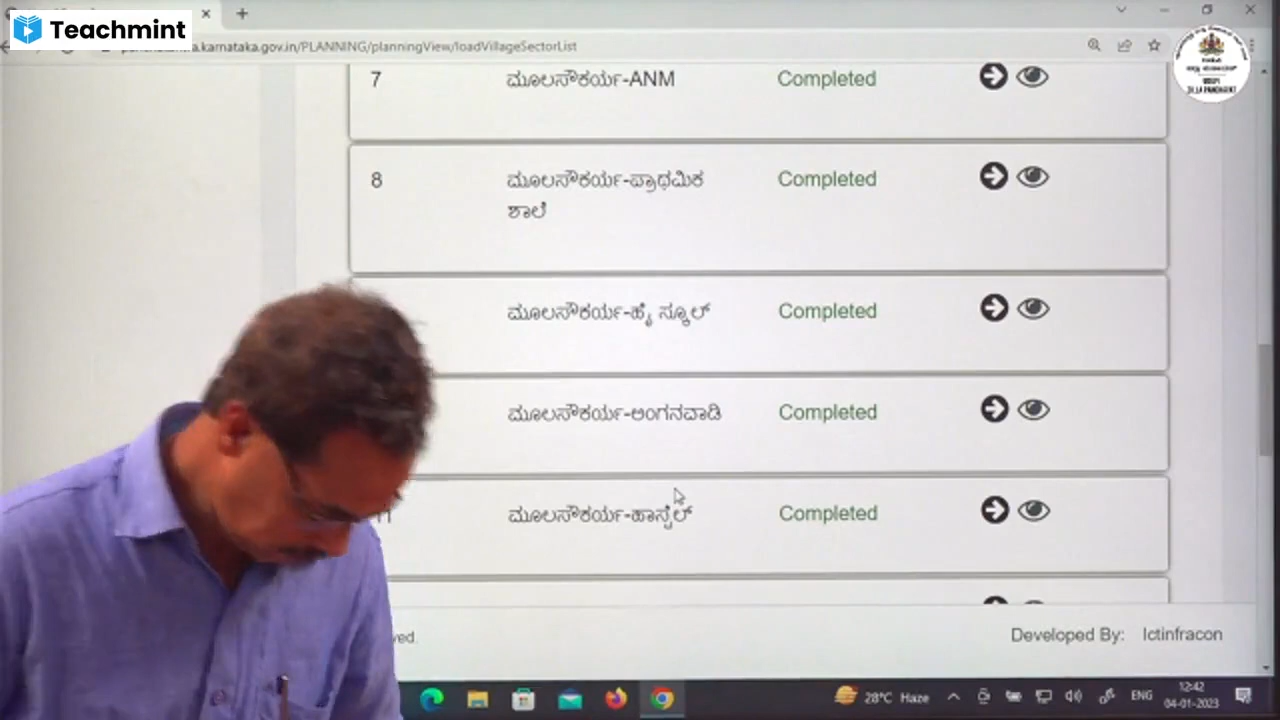 Teachmint
.karnataka.gov.in/PLANNING/planningView/loadVillageSectorList
7 ಮೂಲಸೌಕರ್ಯ-ANM Completed
8 ಮೂಲಸೌಕರ್ಯ-ಪ್ರಾಥಮಿಕ Completed
ಶಾಲೆ
ಮೂಲಸೌಕರ್ಯ-ಹೈ ಸ್ಕೂಲ್ Completed
ಮೂಲಸೌಕರ್ಯ-ಅಂಗನವಾಡಿ Completed
11 ಮೂಲಸೌಕರ್ಯ-ಹಾಸ್ಟೆಲ್ Completed
ved.
Developed By: Ictinfracon
28°C Haze ENG 12:42
04-01-2023